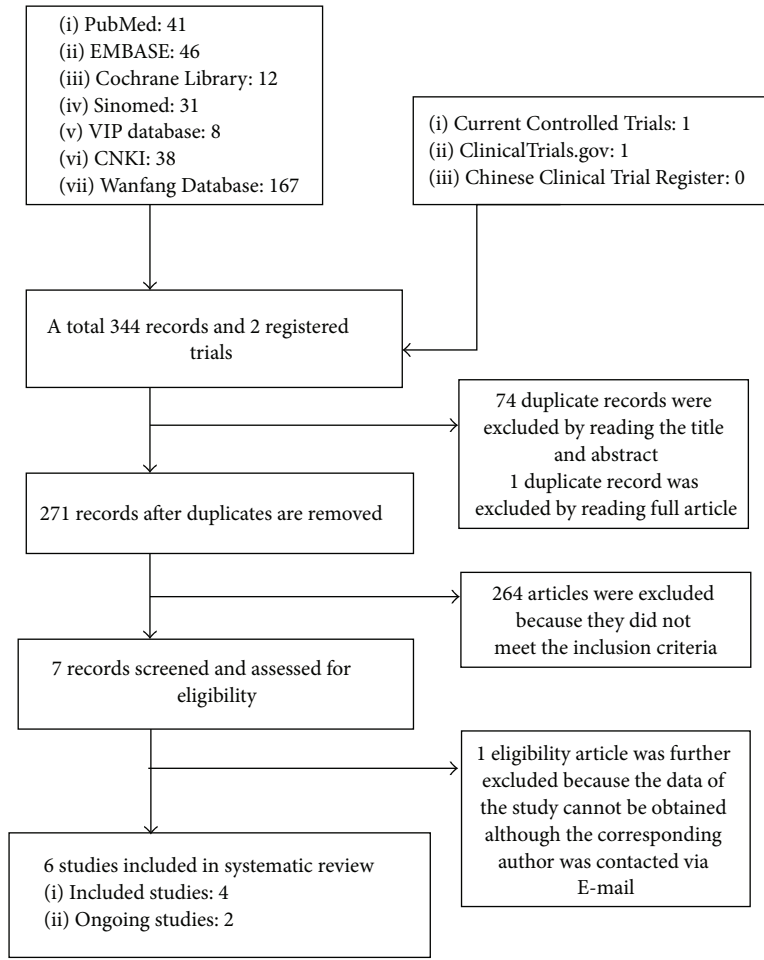 (i) PubMed: 41
(ii) EMBASE: 46
(iii) Cochrane Library: 12
(iv) Sinomed: 31
(v) VIP database: 8
(vi) CNKI: 38
(vii) Wanfang Database: 167
(i) Current Controlled Trials: 1
(ii) ClinicalTrials.gov: 1
(iii) Chinese Clinical Trial Register: 0
A total 344 records and 2 registered
trials
74 duplicate records were
excluded by reading the title
and abstract
1 duplicate record was
excluded by reading full article
271 records after duplicates are removed
264 articles were excluded
because they did not
meet the inclusion criteria
7 records screened and assessed for
eligibility
1 eligibility article was further
excluded because the data of
the study cannot be obtained
although the corresponding
author was contacted via
E-mail
6 studies included in systematic review
(i) Included studies: 4
(ii) Ongoing studies: 2